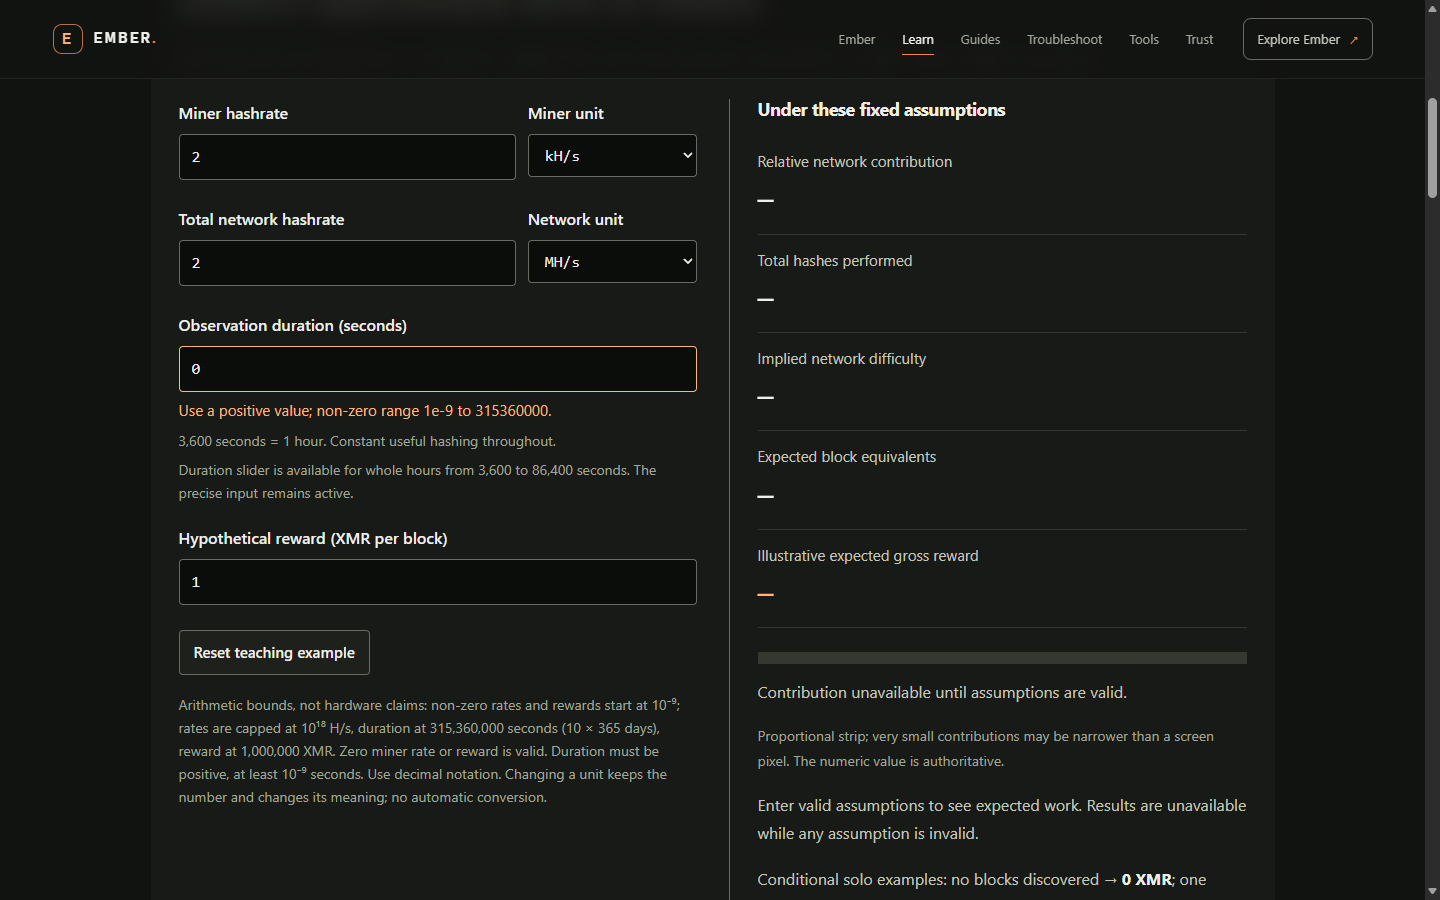 E EMBER.
Ember Learn Guides Troubleshoot Tools Trust Explore Ember ↗
Miner hashrate
Miner unit
2
kH/s
Total network hashrate
Network unit
2
MH/s
Observation duration (seconds)
0
Use a positive value; non-zero range 1e-9 to 315360000.
3,600 seconds = 1 hour. Constant useful hashing throughout.
Duration slider is available for whole hours from 3,600 to 86,400 seconds. The
precise input remains active.
Hypothetical reward (XMR per block)
1
Reset teaching example
Arithmetic bounds, not hardware claims: non-zero rates and rewards start at 10⁻⁹;
rates are capped at 10¹⁸ H/s, duration at 315,360,000 seconds (10 × 365 days),
reward at 1,000,000 XMR. Zero miner rate or reward is valid. Duration must be
positive, at least 10⁻⁹ seconds. Use decimal notation. Changing a unit keeps the
number and changes its meaning; no automatic conversion.
Under these fixed assumptions
Relative network contribution
—
Total hashes performed
—
Implied network difficulty
—
Expected block equivalents
—
Illustrative expected gross reward
—
Contribution unavailable until assumptions are valid.
Proportional strip; very small contributions may be narrower than a screen
pixel. The numeric value is authoritative.
Enter valid assumptions to see expected work. Results are unavailable
while any assumption is invalid.
Conditional solo examples: no blocks discovered → 0 XMR; one